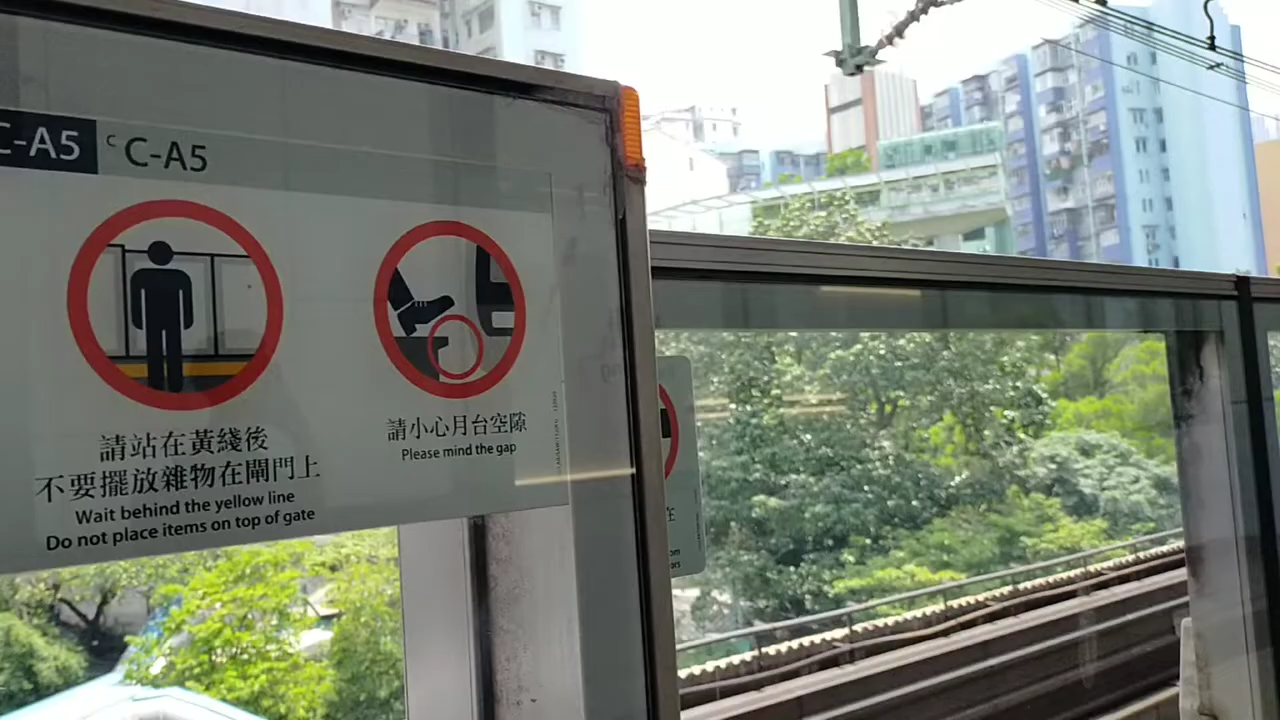 C-A5
C C-A5
請站在黃綫後
不要擺放雜物在閘門上
Wait behind the yellow line
Do not place items on top of gate
請小心月台空隙
Please mind the gap
在